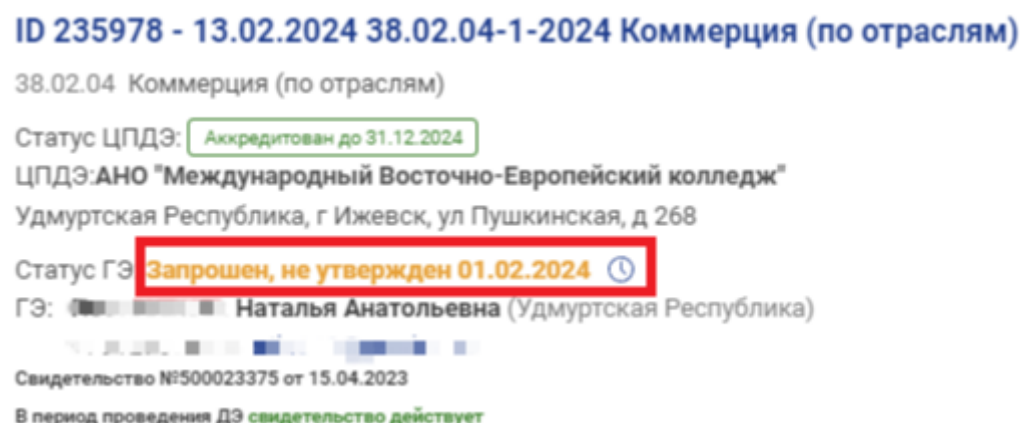 ID 235978 - 13.02.2024 38.02.04-1-2024 Коммерция (по отраслям)
38.02.04 Коммерция (по отраслям)
Статус ЦПДЭ: Аккредитован до 31.12.2024
ЦПДЭ:АНО "Международный Восточно-Европейский колледж"
Удмуртская Республика, г Ижевск, ул Пушкинская, д 268
Статус ГЭ Запрошен, не утвержден 01.02.2024
ГЭ: Наталья Анатольевна (Удмуртская Республика)
Свидетельство №500023375 от 15.04.2023
В период проведения ДЭ свидетельство действует